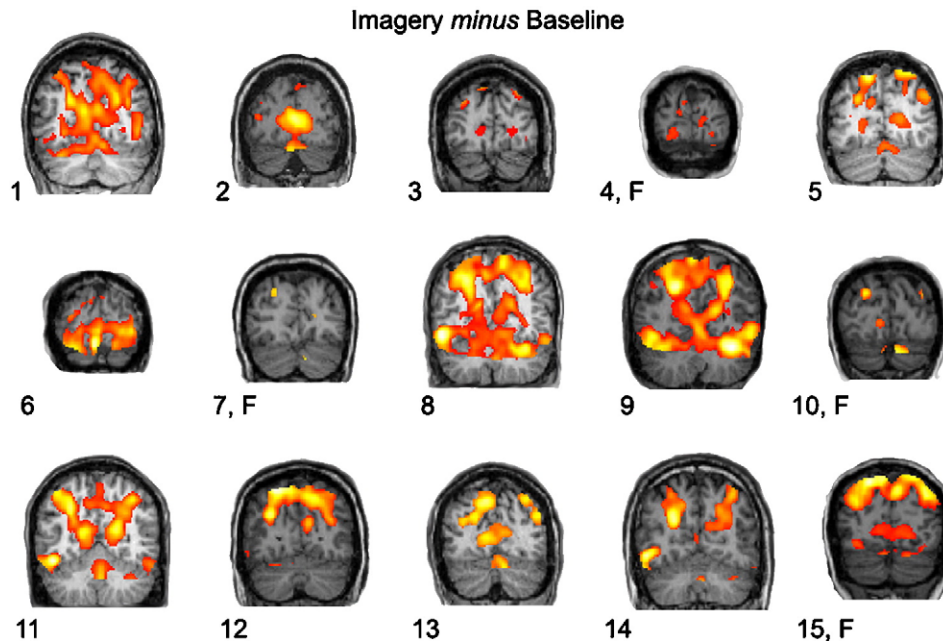 Imagery minus Baseline
1 2 3 4, F 5
6 7, F 8 9 10, F
11 12 13 14 15, F